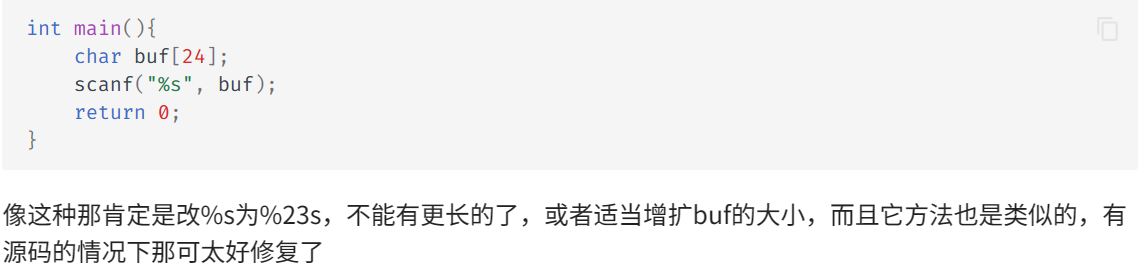 int main(){
    char buf[24];
    scanf("%s", buf);
    return 0;
}
像这种那肯定是改%s为%23s，不能有更长的了，或者适当增扩buf的大小，而且它方法也是类似的，有
源码的情况下那可太好修复了